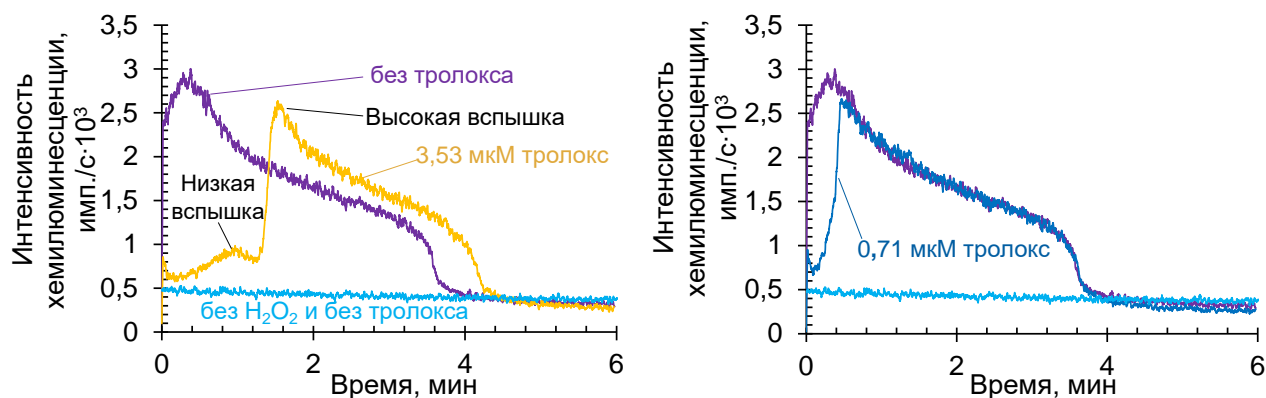 Интенсивность
хемилюминесценции,
имп./с·10³
3,5
3
2,5
2
1,5
1
0,5
0
без тролокса
Высокая вспышка
3,53 мкМ тролокс
Низкая
вспышка
без H₂O₂ и без тролокса
0 2 4 6
Время, мин
Интенсивность
хемилюминесценции,
имп./с·10³
3,5
3
2,5
2
1,5
1
0,5
0
0,71 мкМ тролокс
0 2 4 6
Время, мин